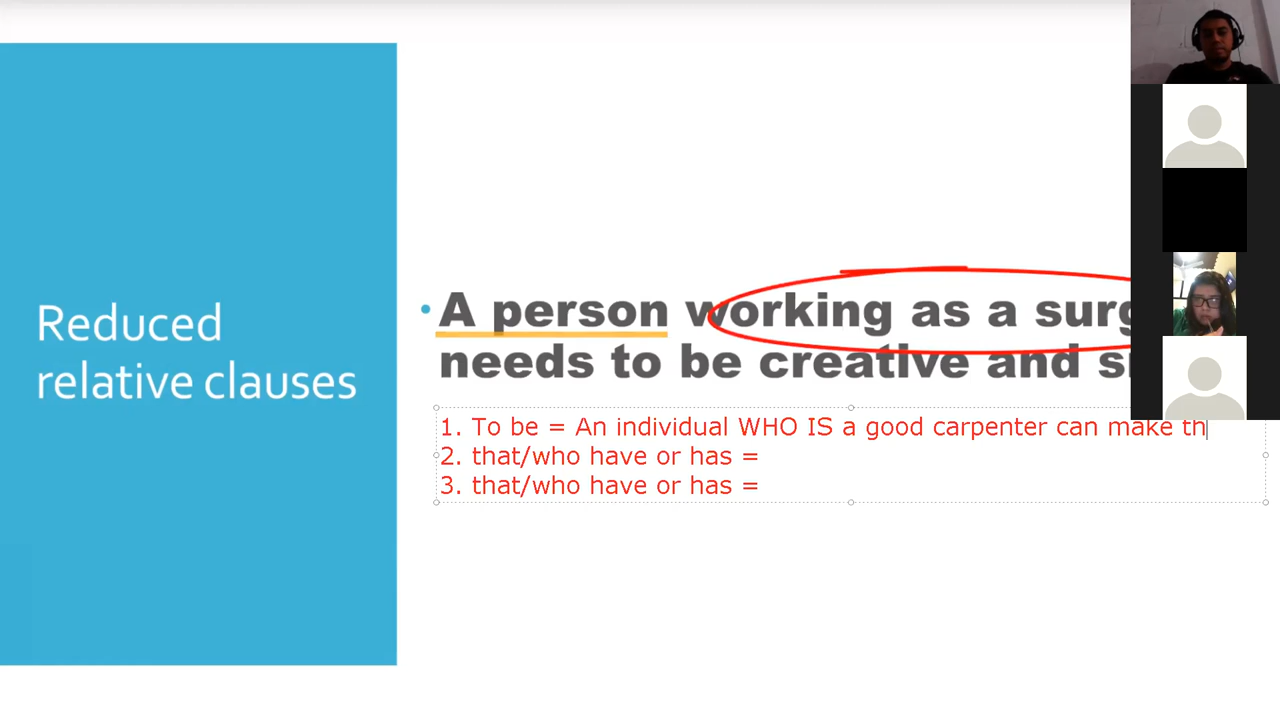 Reduced
relative clauses
• A person working as a
needs to be creative and
1. To be = An individual WHO IS a good carpenter can make th
2. that/who have or has =
3. that/who have or has =